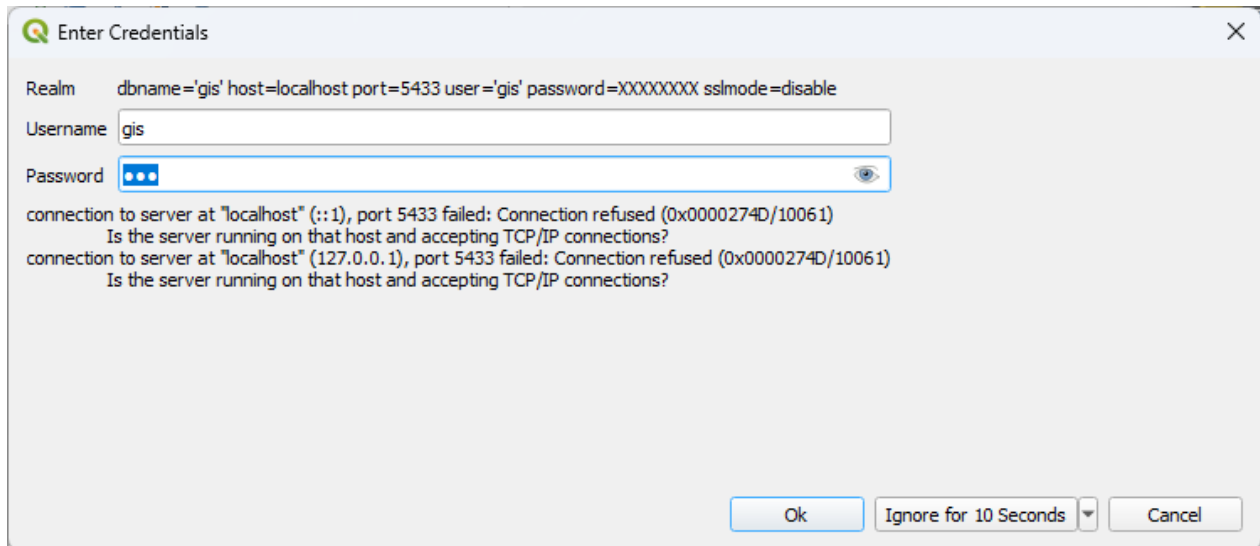 Enter Credentials
Realm dbname='gis' host=localhost port=5433 user='gis' password=XXXXXXXX sslmode=disable
Username gis
Password •••
connection to server at "localhost" (::1), port 5433 failed: Connection refused (0x0000274D/10061)
Is the server running on that host and accepting TCP/IP connections?
connection to server at "localhost" (127.0.0.1), port 5433 failed: Connection refused (0x0000274D/10061)
Is the server running on that host and accepting TCP/IP connections?
Ok Ignore for 10 Seconds Cancel